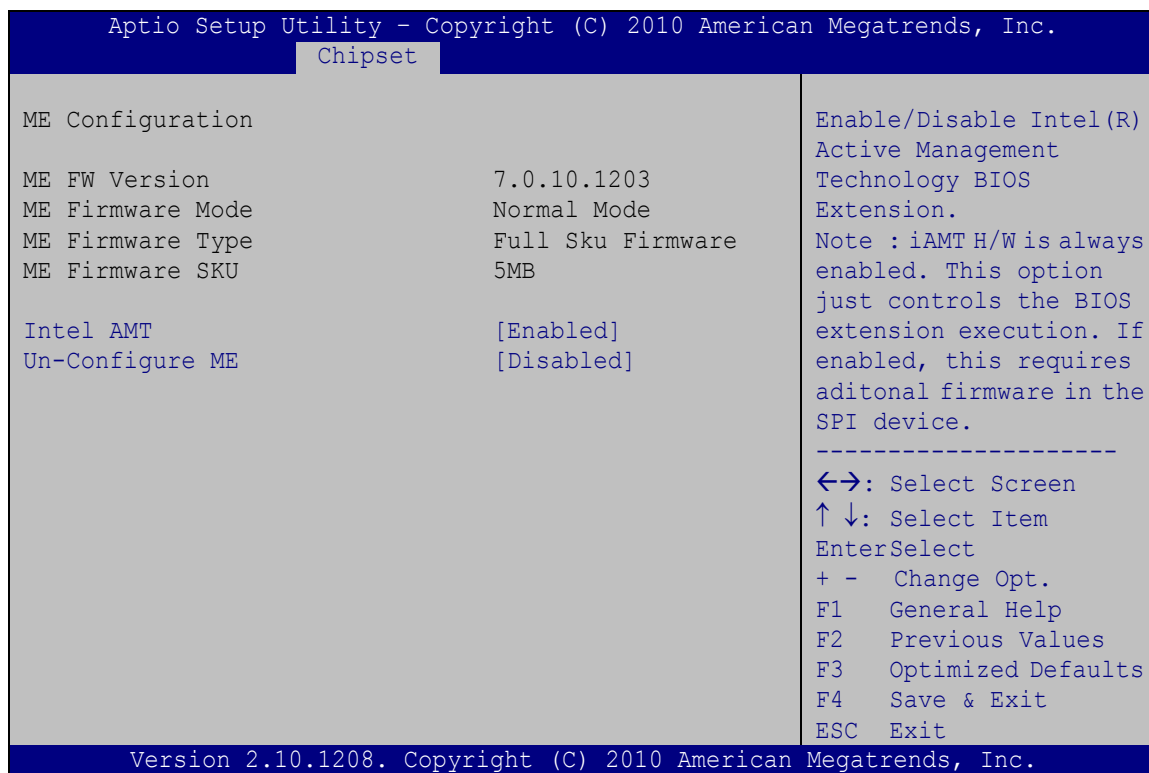 Aptio Setup Utility – Copyright (C) 2010 American Megatrends, Inc.
Chipset
ME Configuration
ME FW Version 7.0.10.1203
ME Firmware Mode Normal Mode
ME Firmware Type Full Sku Firmware
ME Firmware SKU 5MB
Intel AMT [Enabled]
Un-Configure ME [Disabled]
Enable/Disable Intel(R)
Active Management
Technology BIOS
Extension.
Note : iAMT H/W is always
enabled. This option
just controls the BIOS
extension execution. If
enabled, this requires
aditonal firmware in the
SPI device.
---------------------
←→: Select Screen
↑ ↓: Select Item
EnterSelect
+ - Change Opt.
F1 General Help
F2 Previous Values
F3 Optimized Defaults
F4 Save & Exit
ESC Exit
Version 2.10.1208. Copyright (C) 2010 American Megatrends, Inc.